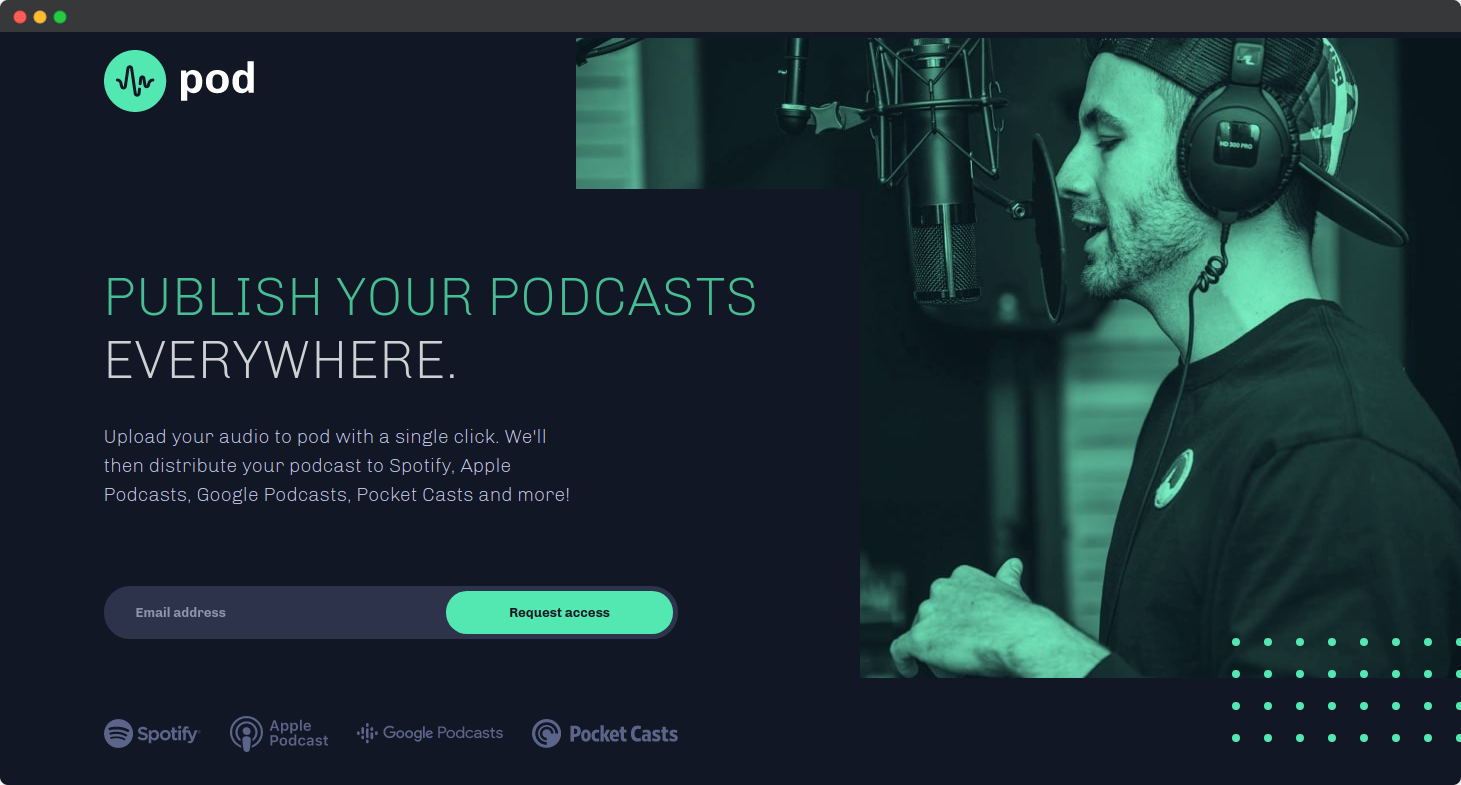 pod
HD 300 PRO
PUBLISH YOUR PODCASTS
EVERYWHERE.
Upload your audio to pod with a single click. We'll
then distribute your podcast to Spotify, Apple
Podcasts, Google Podcasts, Pocket Casts and more!
Email address
Request access
Spotify
Apple
Podcast
Google Podcasts
Pocket Casts